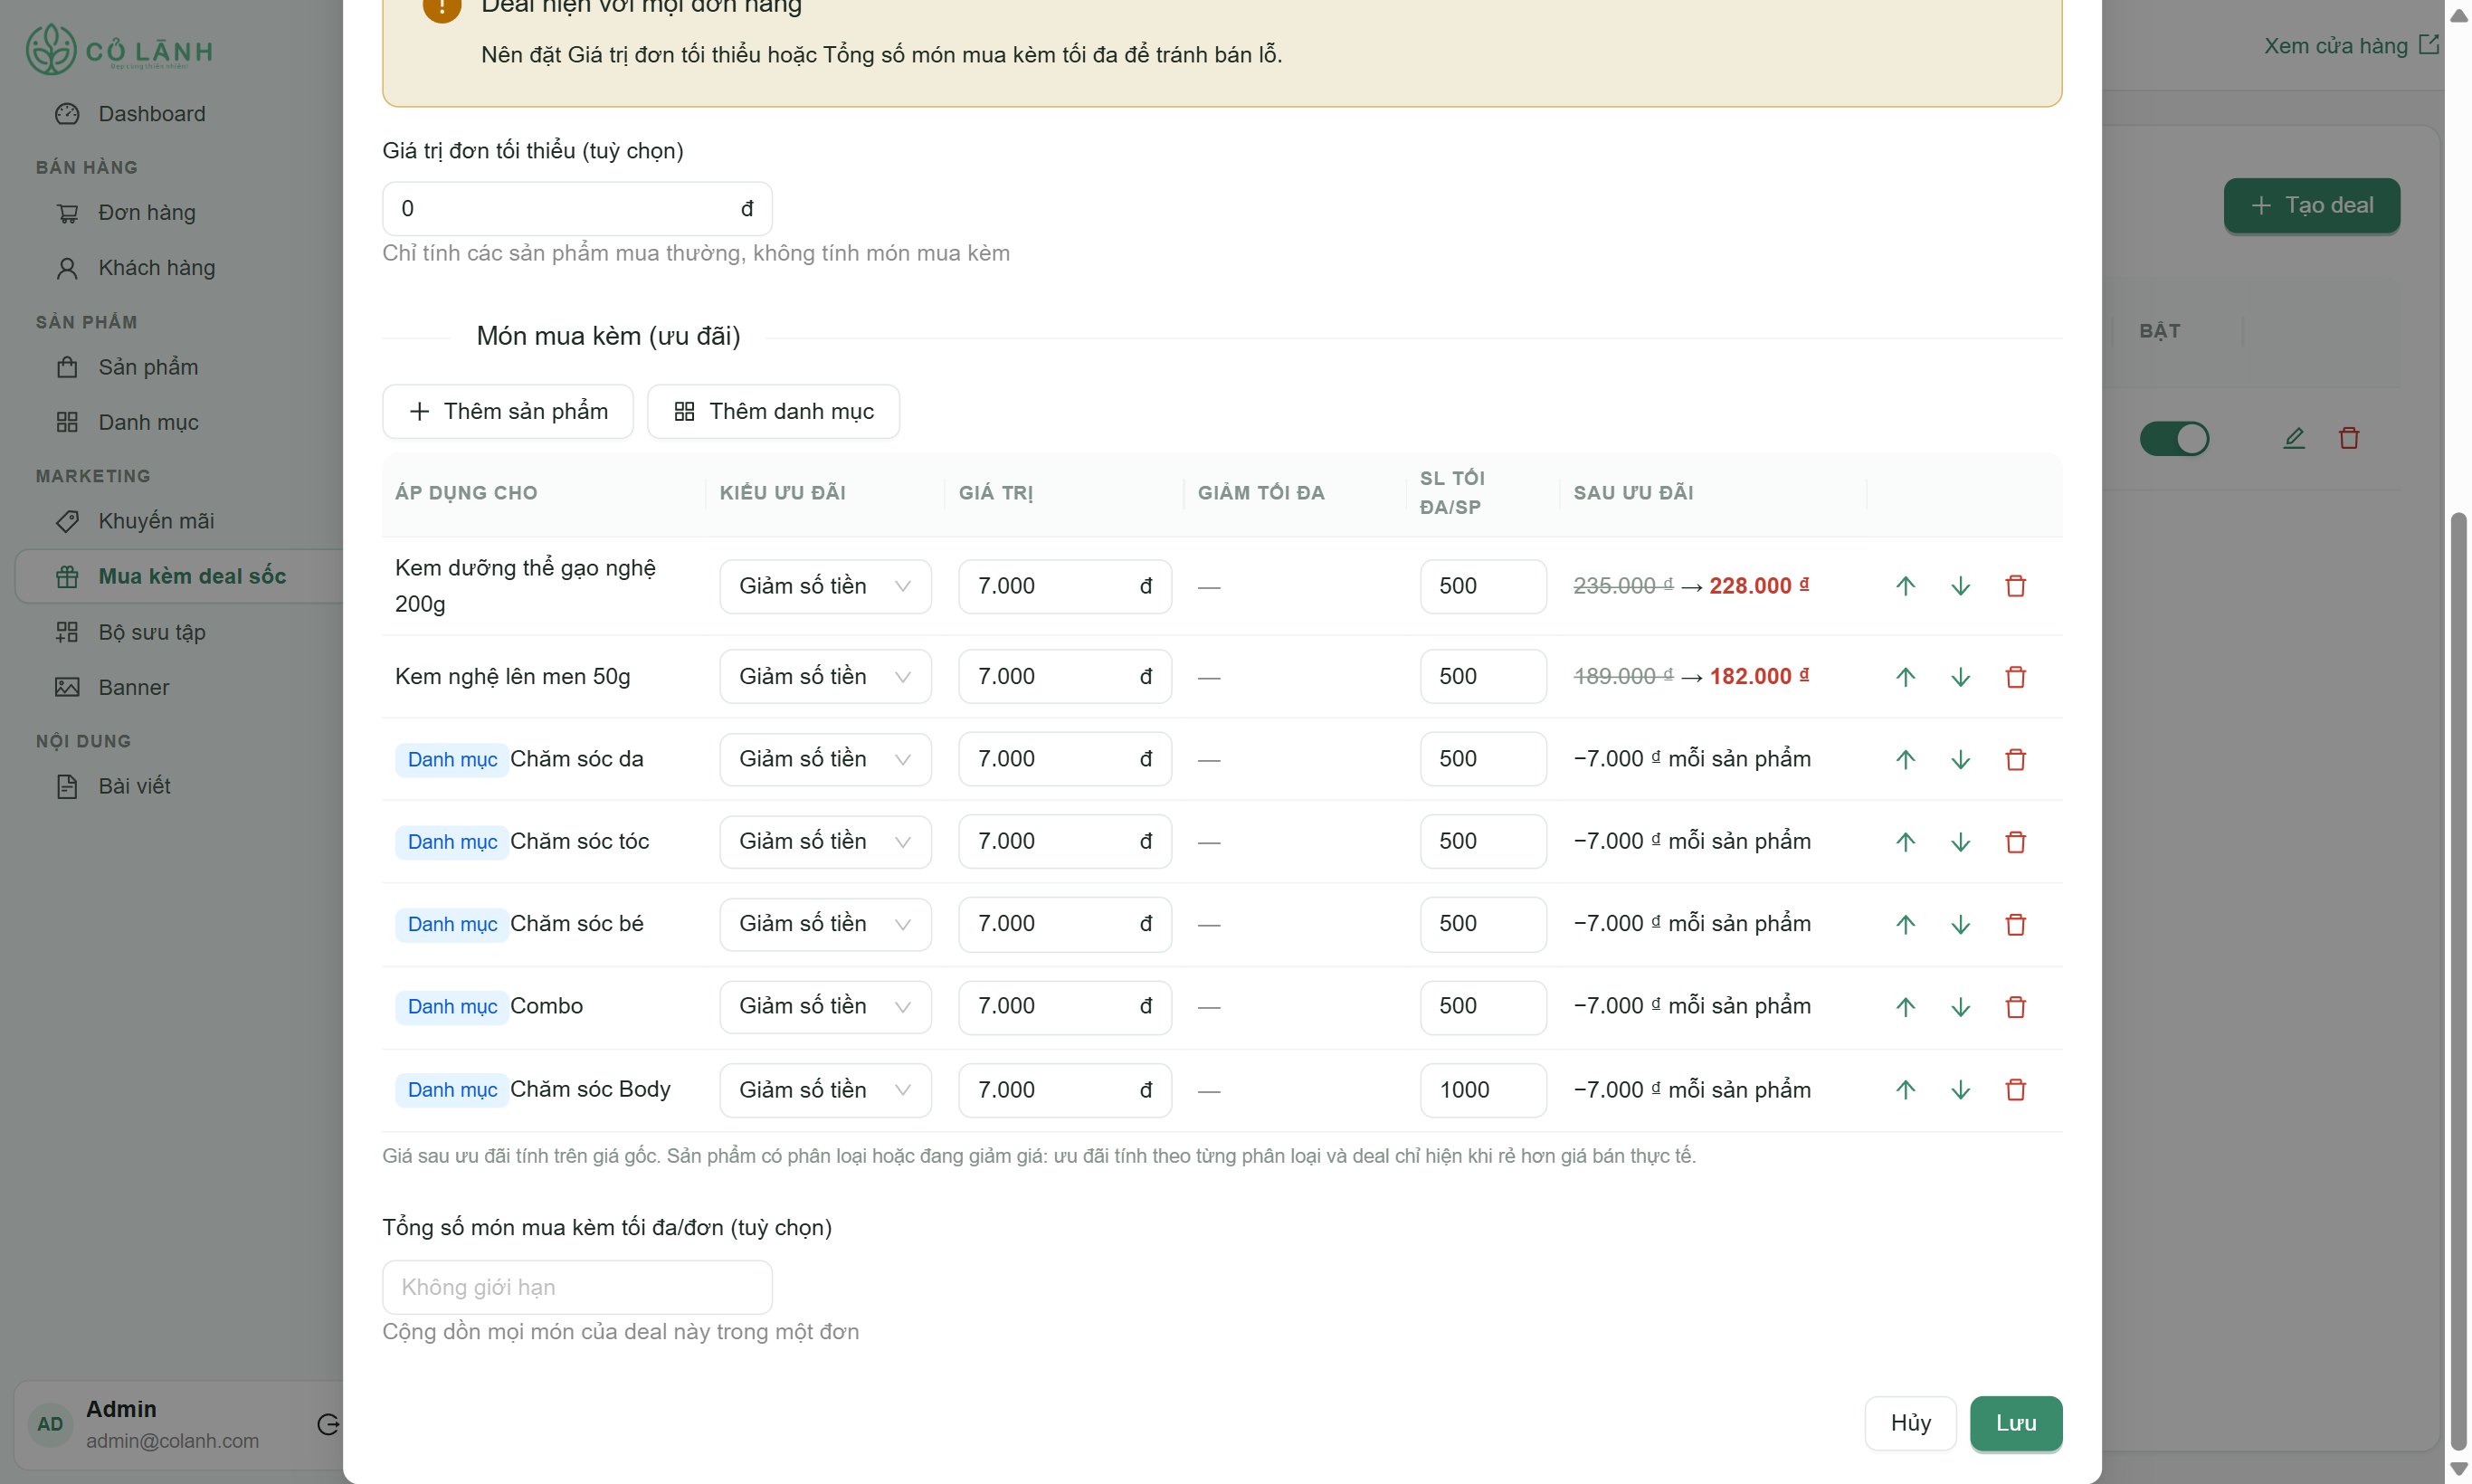 CỎ LÃNH
Dashboard
BÁN HÀNG
Đơn hàng
Khách hàng
SẢN PHẨM
Sản phẩm
Danh mục
MARKETING
Khuyến mãi
Mua kèm deal sốc
Bộ sưu tập
Banner
NỘI DUNG
Bài viết
AD
Admin
admin@colanh.com
Deal hiện với mọi đơn hàng
Nên đặt Giá trị đơn tối thiểu hoặc Tổng số món mua kèm tối đa để tránh bán lỗ.
Giá trị đơn tối thiểu (tuỳ chọn)
0 đ
Chỉ tính các sản phẩm mua thường, không tính món mua kèm
Món mua kèm (ưu đãi)
Thêm sản phẩm Thêm danh mục
ÁP DỤNG CHO KIỂU ƯU ĐÃI GIÁ TRỊ GIẢM TỐI ĐA SL TỐI ĐA/SP SAU ƯU ĐÃI
Kem dưỡng thể gạo nghệ 200g Giảm số tiền 7.000 đ — 500 235.000 ₫ → 228.000 ₫
Kem nghệ lên men 50g Giảm số tiền 7.000 đ — 500 189.000 ₫ → 182.000 ₫
Danh mục Chăm sóc da Giảm số tiền 7.000 đ — 500 −7.000 ₫ mỗi sản phẩm
Danh mục Chăm sóc tóc Giảm số tiền 7.000 đ — 500 −7.000 ₫ mỗi sản phẩm
Danh mục Chăm sóc bé Giảm số tiền 7.000 đ — 500 −7.000 ₫ mỗi sản phẩm
Danh mục Combo Giảm số tiền 7.000 đ — 500 −7.000 ₫ mỗi sản phẩm
Danh mục Chăm sóc Body Giảm số tiền 7.000 đ — 1000 −7.000 ₫ mỗi sản phẩm
Giá sau ưu đãi tính trên giá gốc. Sản phẩm có phân loại hoặc đang giảm giá: ưu đãi tính theo từng phân loại và deal chỉ hiện khi rẻ hơn giá bán thực tế.
Tổng số món mua kèm tối đa/đơn (tuỳ chọn)
Không giới hạn
Cộng dồn mọi món của deal này trong một đơn
Hủy Lưu
Xem cửa hàng
Tạo deal
BẬT